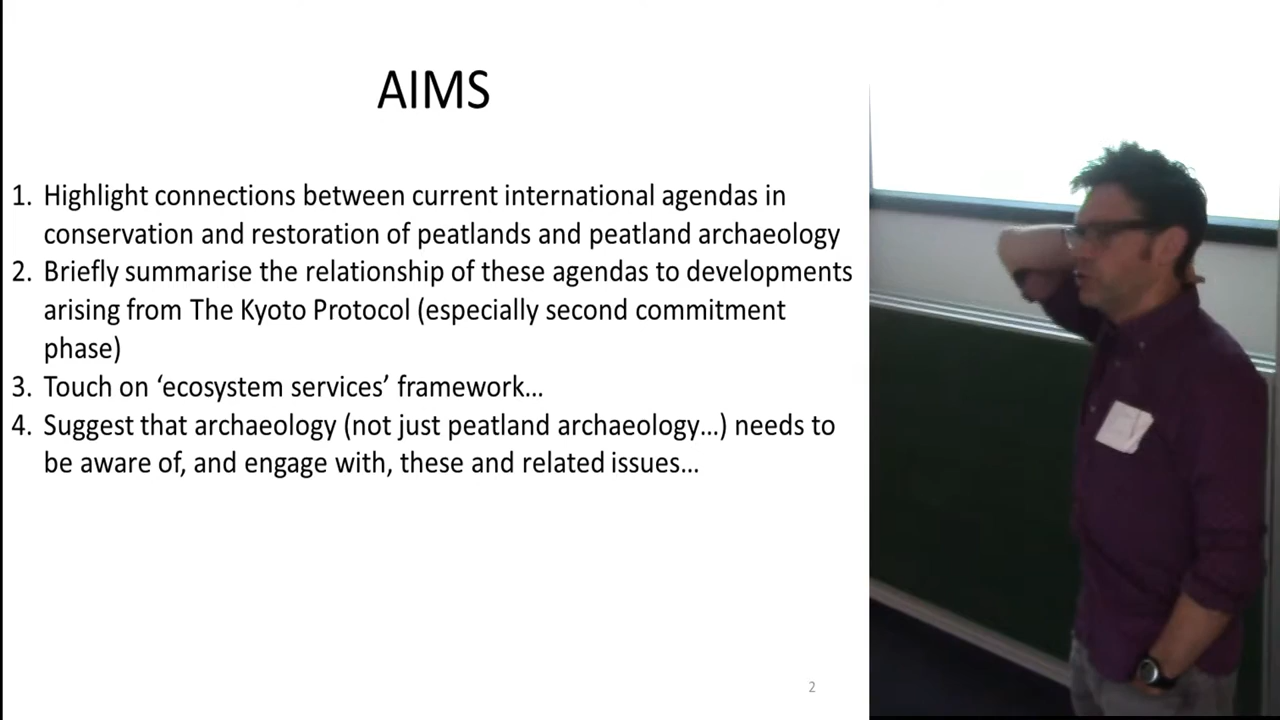 AIMS
1. Highlight connections between current international agendas in
conservation and restoration of peatlands and peatland archaeology
2. Briefly summarise the relationship of these agendas to developments
arising from The Kyoto Protocol (especially second commitment
phase)
3. Touch on ‘ecosystem services’ framework…
4. Suggest that archaeology (not just peatland archaeology…) needs to
be aware of, and engage with, these and related issues…
2